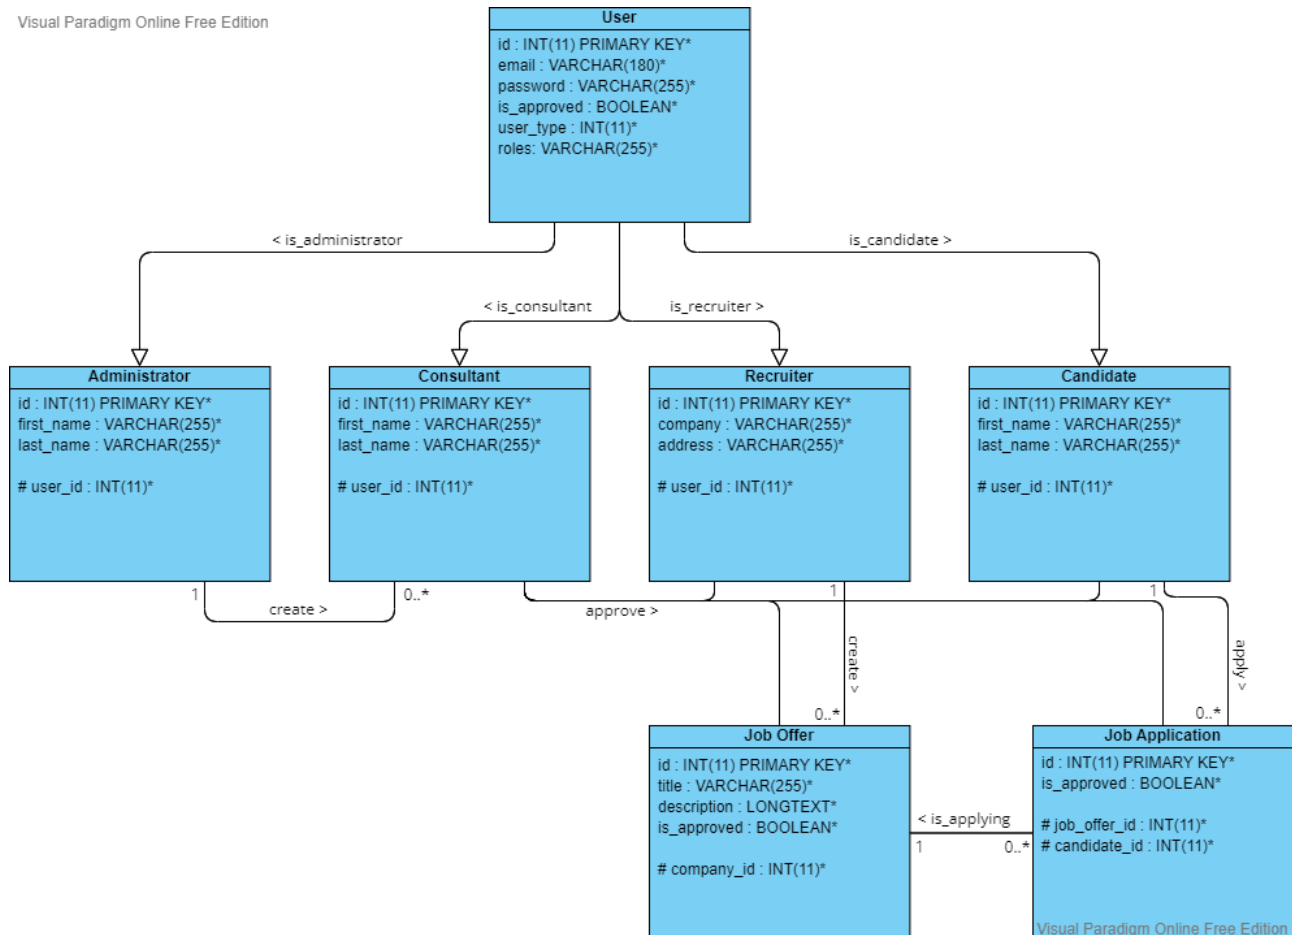 Visual Paradigm Online Free Edition
User
id : INT(11) PRIMARY KEY*
email : VARCHAR(180)*
password : VARCHAR(255)*
is_approved : BOOLEAN*
user_type : INT(11)*
roles: VARCHAR(255)*
< is_administrator
is_candidate >
< is_consultant
is_recruiter >
Administrator
id : INT(11) PRIMARY KEY*
first_name : VARCHAR(255)*
last_name : VARCHAR(255)*
# user_id : INT(11)*
Consultant
id : INT(11) PRIMARY KEY*
first_name : VARCHAR(255)*
last_name : VARCHAR(255)*
# user_id : INT(11)*
Recruiter
id : INT(11) PRIMARY KEY*
company : VARCHAR(255)*
address : VARCHAR(255)*
# user_id : INT(11)*
Candidate
id : INT(11) PRIMARY KEY*
first_name : VARCHAR(255)*
last_name : VARCHAR(255)*
# user_id : INT(11)*
1
create >
0..*
approve >
1
create >
0..*
1
apply >
0..*
Job Offer
id : INT(11) PRIMARY KEY*
title : VARCHAR(255)*
description : LONGTEXT*
is_approved : BOOLEAN*
# company_id : INT(11)*
< is_applying
1
0..*
Job Application
id : INT(11) PRIMARY KEY*
is_approved : BOOLEAN*
# job_offer_id : INT(11)*
# candidate_id : INT(11)*
Visual Paradigm Online Free Edition